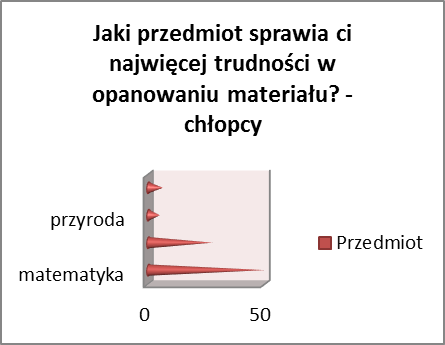 Jaki przedmiot sprawia ci
najwięcej trudności w
opanowaniu materiału? -
chłopcy
przyroda
matematyka
0
50
Przedmiot